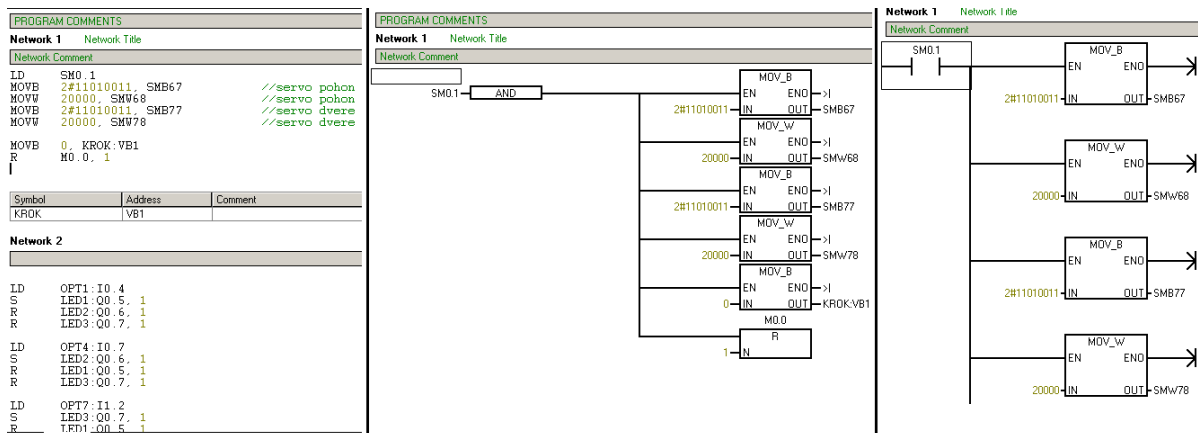 PROGRAM COMMENTS
Network 1 Network Title
Network Comment
LD SM0.1
MOVB 2#11010011, SMB67 //servo pohon
MOVW 20000, SMW68 //servo pohon
MOVB 2#11010011, SMB77 //servo dvere
MOVW 20000, SMW78 //servo dvere
MOVB 0, KROK:VB1
R M0.0, 1
Symbol Address Comment
KROK VB1
Network 2
LD OPT1:I0.4
S LED1:Q0.5, 1
R LED2:Q0.6, 1
R LED3:Q0.7, 1
LD OPT4:I0.7
S LED2:Q0.6, 1
R LED1:Q0.5, 1
R LED3:Q0.7, 1
LD OPT7:I1.2
S LED3:Q0.7, 1
R LED1:Q0.5, 1
PROGRAM COMMENTS
Network 1 Network Title
Network Comment
SM0.1 AND
MOV_B
EN ENO
2#11010011 IN OUT SMB67
MOV_W
EN ENO
20000 IN OUT SMW68
MOV_B
EN ENO
2#11010011 IN OUT SMB77
MOV_W
EN ENO
20000 IN OUT SMW78
MOV_B
EN ENO
0 IN OUT KROK:VB1
M0.0
R
1 N
Network 1 Network Title
Network Comment
SM0.1
MOV_B
EN ENO
2#11010011 IN OUT SMB67
MOV_W
EN ENO
20000 IN OUT SMW68
MOV_B
EN ENO
2#11010011 IN OUT SMB77
MOV_W
EN ENO
20000 IN OUT SMW78